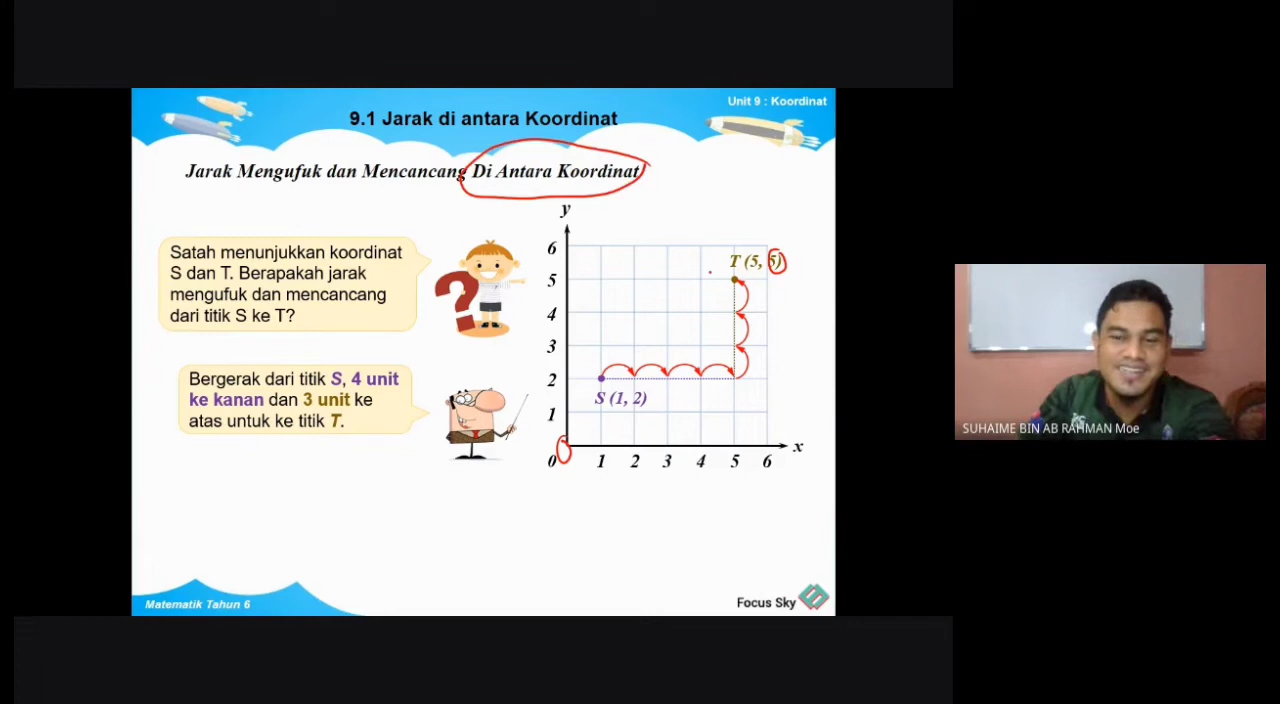 Unit 9 : Koordinat
9.1 Jarak di antara Koordinat
Jarak Mengufuk dan Mencancang Di Antara Koordinat
Satah menunjukkan koordinat
S dan T. Berapakah jarak
mengufuk dan mencancang
dari titik S ke T?
Bergerak dari titik S, 4 unit
ke kanan dan 3 unit ke
atas untuk ke titik T.
y
6
T (5, 5)
5
4
3
2
S (1, 2)
1
0 1 2 3 4 5 6 x
SUHAIME BIN AB RAHMAN Moe
Matematik Tahun 6
Focus Sky